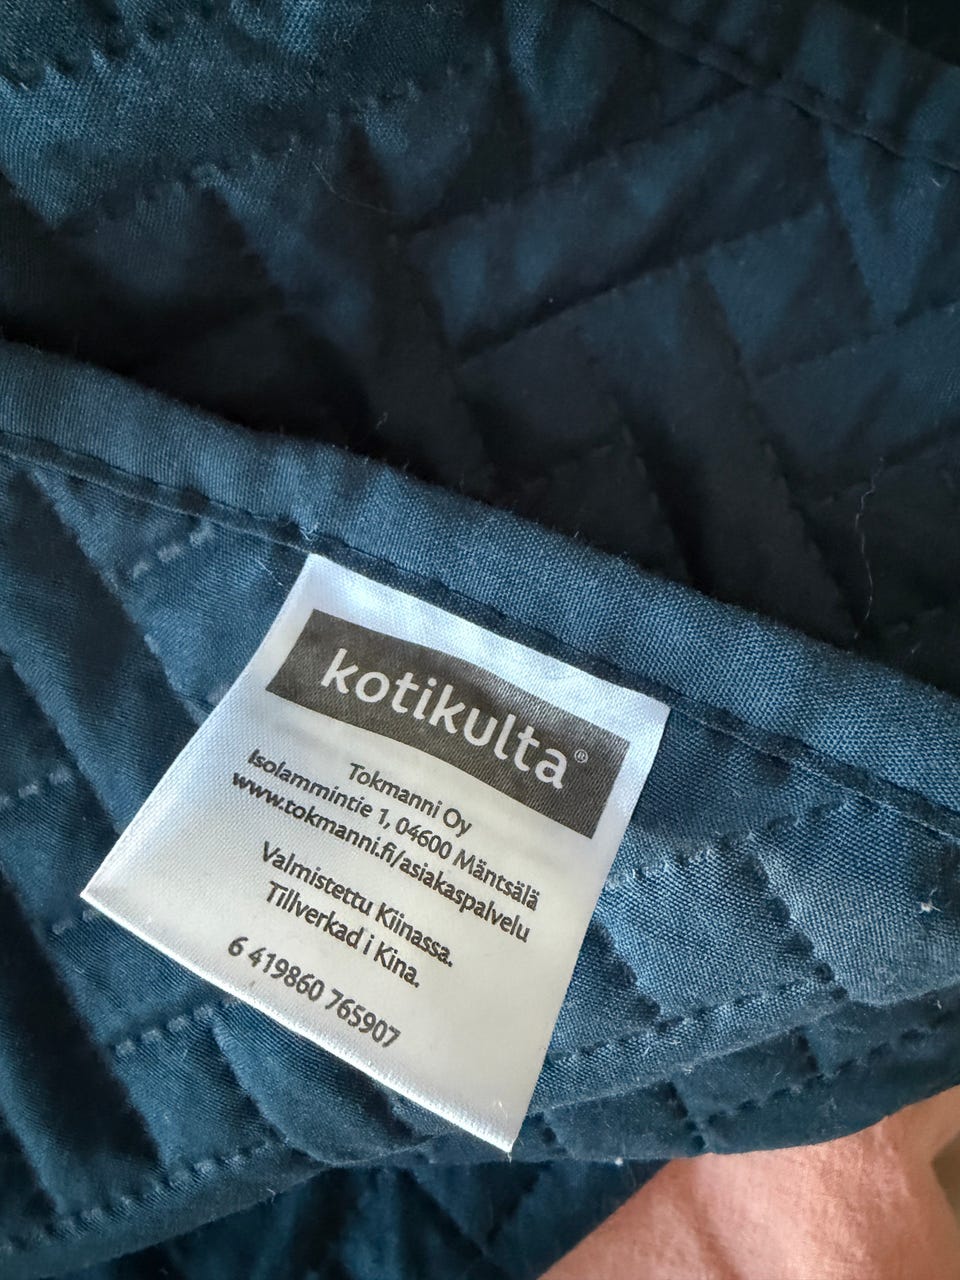 kotikulta®
Tokmanni Oy
Isolammintie 1, 04600 Mäntsälä
www.tokmanni.fi/asiakaspalvelu
Valmistettu Kiinassa.
Tillverkad i Kina.
6 419860 765907